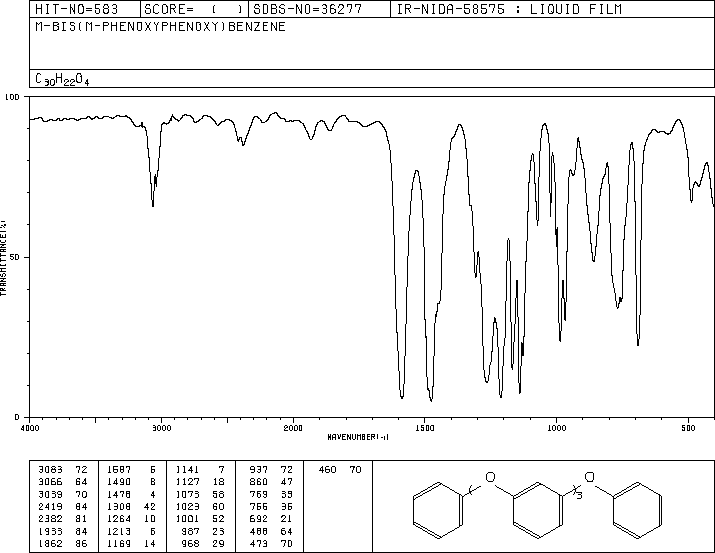 HIT-NO=583 SCORE= ( ) SDBS-NO=36277 IR-NIDA-58575 : LIQUID FILM
M-BIS(M-PHENOXYPHENOXY)BENZENE
C30H22O4
100
50
0
TRANSMITTANCE(%)
4000 3000 2000 1500 1000 500
WAVENUMBER(-1)
3083 72 1587 6 1141 7 937 72 460 70
3066 64 1490 8 1127 18 860 47
3039 70 1478 4 1073 58 769 33
2419 84 1308 42 1023 60 756 36
2382 81 1264 10 1001 52 692 21
1933 84 1213 6 987 23 488 64
1862 86 1169 14 968 29 473 70
( O )3 O